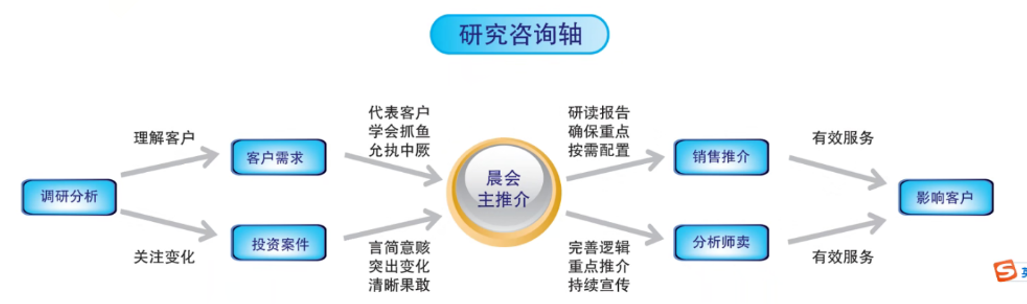 研究咨询轴
理解客户
代表客户
学会抓鱼
允执中厥
研读报告
确保重点
按需配置
有效服务
客户需求
销售推介
调研分析
晨会
主推介
影响客户
投资案件
分析师卖
关注变化
言简意赅
突出变化
清晰果敢
完善逻辑
重点推介
持续宣传
有效服务
S